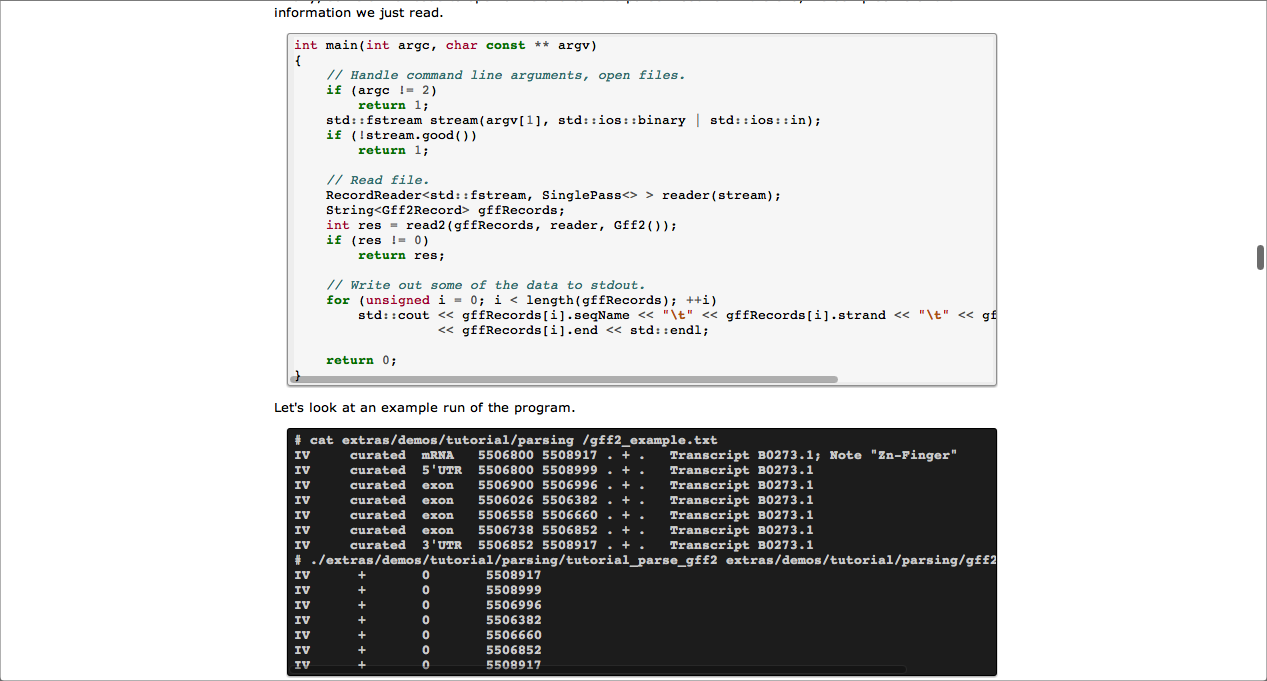 information we just read.
int main(int argc, char const ** argv)
{
    // Handle command line arguments, open files.
    if (argc != 2)
        return 1;
    std::fstream stream(argv[1], std::ios::binary | std::ios::in);
    if (!stream.good())
        return 1;
    // Read file.
    RecordReader<std::fstream, SinglePass<> > reader(stream);
    String<Gff2Record> gffRecords;
    int res = read2(gffRecords, reader, Gff2());
    if (res != 0)
        return res;
    // Write out some of the data to stdout.
    for (unsigned i = 0; i < length(gffRecords); ++i)
        std::cout << gffRecords[i].seqName << "\t" << gffRecords[i].strand << "\t" << gf
                  << gffRecords[i].end << std::endl;
    return 0;
}
Let's look at an example run of the program.
# cat extras/demos/tutorial/parsing /gff2_example.txt
IV     curated  mRNA   5506800 5508917 . + .   Transcript B0273.1; Note "Zn-Finger"
IV     curated  5'UTR  5506800 5508999 . + .   Transcript B0273.1
IV     curated  exon   5506900 5506996 . + .   Transcript B0273.1
IV     curated  exon   5506026 5506382 . + .   Transcript B0273.1
IV     curated  exon   5506558 5506660 . + .   Transcript B0273.1
IV     curated  exon   5506738 5506852 . + .   Transcript B0273.1
IV     curated  3'UTR  5506852 5508917 . + .   Transcript B0273.1
# ./extras/demos/tutorial/parsing/tutorial_parse_gff2 extras/demos/tutorial/parsing/gff2
IV      +       0       5508917
IV      +       0       5508999
IV      +       0       5506996
IV      +       0       5506382
IV      +       0       5506660
IV      +       0       5506852
IV      +       0       5508917